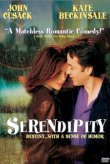 JOHN CUSACK
KATE BECKINSALE
"A Matchless Romantic Comedy!"
SERENDIPITY
DESTINY...WITH A SENSE OF HUMOR.